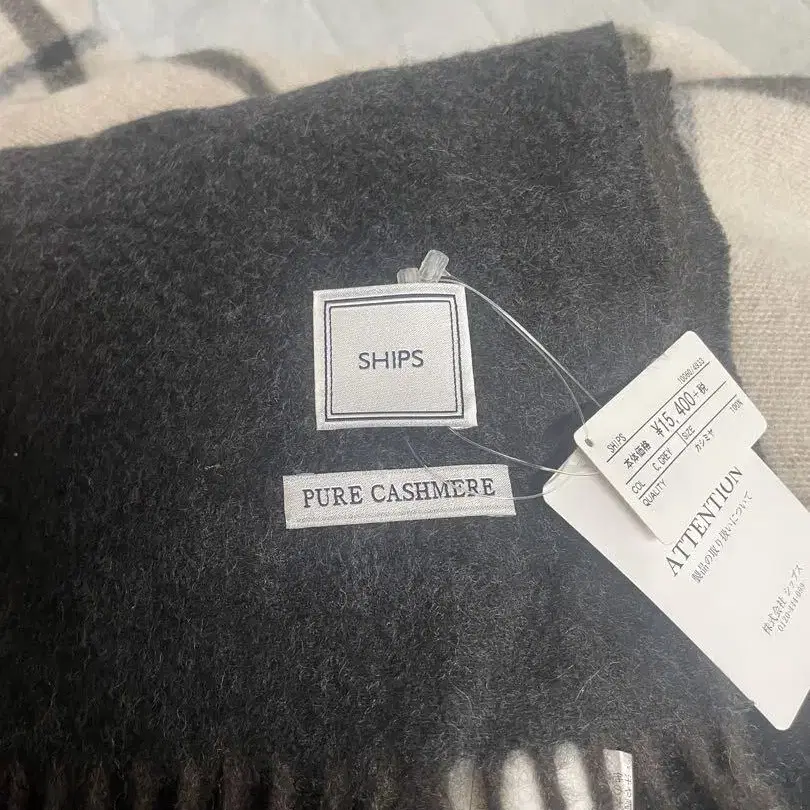 SHIPS
PURE CASHMERE
10080/4933
SHIPS
本体価格 ¥15,400+税
COL C.GREY SIZE
QUALITY カシミヤ 100%
ATTENTION
製品の取り扱いについて
株式会社 シップス